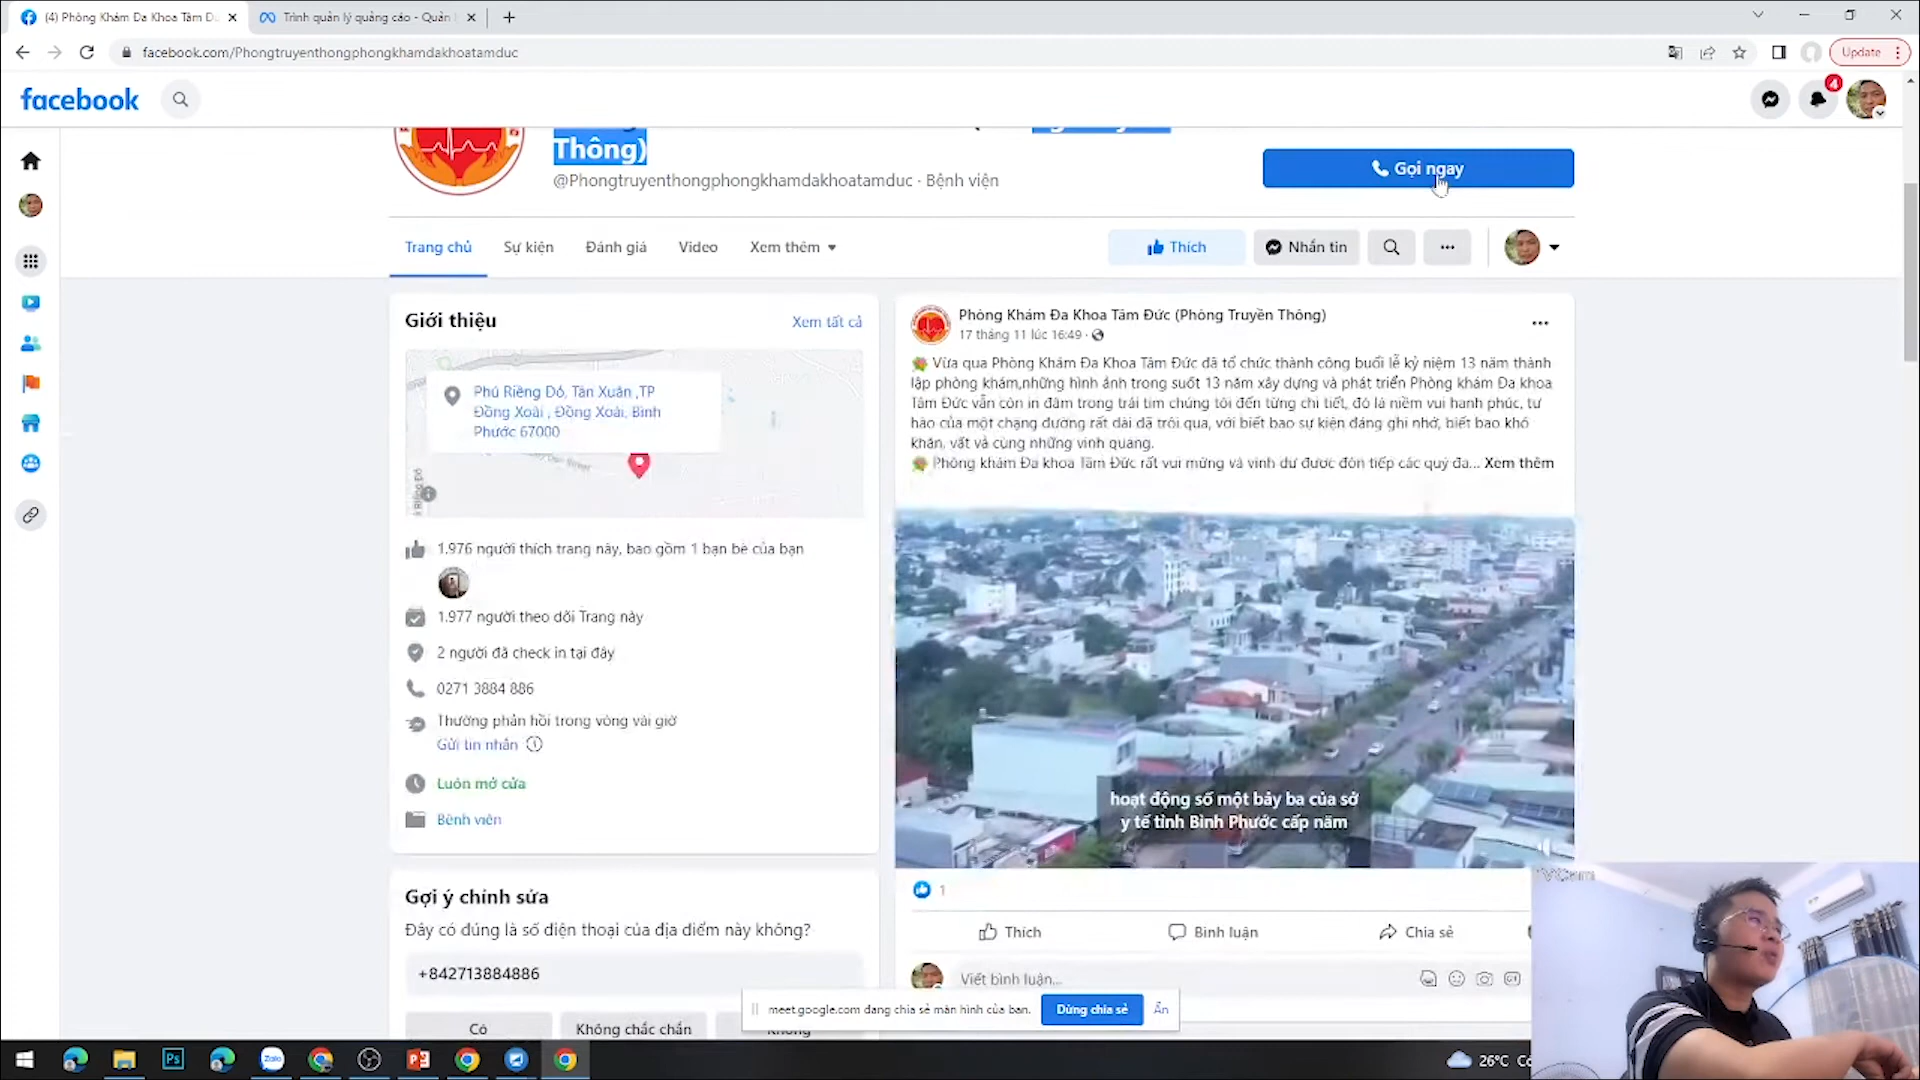 (4) Phòng Khám Đa Khoa Tâm Đ
Trình quản lý quảng cáo - Quản
facebook.com/Phongtruyenthongphongkhamdakhoatamduc
Update
facebook
4
Thông)
@Phongtruyenthongphongkhamdakhoatamduc · Bệnh viện
Gọi ngay
Trang chủ
Sự kiện
Đánh giá
Video
Xem thêm
Thích
Nhắn tin
Giới thiệu
Xem tất cả
Phú Riềng Đỏ, Tân Xuân ,TP
Đồng Xoài , Đồng Xoài, Bình
Phước 67000
1.976 người thích trang này, bao gồm 1 bạn bè của bạn
1.977 người theo dõi Trang này
2 người đã check in tại đây
0271 3884 886
Thường phản hồi trong vòng vài giờ
Gửi tin nhắn
Luôn mở cửa
Bệnh viện
Gợi ý chỉnh sửa
Đây có đúng là số điện thoại của địa điểm này không?
+842713884886
Có
Không chắc chắn
Không
Phòng Khám Đa Khoa Tâm Đức (Phòng Truyền Thông)
17 tháng 11 lúc 16:49 ·
Vừa qua Phòng Khám Đa Khoa Tâm Đức đã tổ chức thành công buổi lễ kỷ niệm 13 năm thành
lập phòng khám,những hình ảnh trong suốt 13 năm xây dựng và phát triển Phòng khám Đa khoa
Tâm Đức vẫn còn in đậm trong trái tim chúng tôi đến từng chi tiết, đó là niềm vui hạnh phúc, tự
hào của một chặng đường rất dài đã trôi qua, với biết bao sự kiện đáng ghi nhớ, biết bao khó
khăn, vất vả cùng những vinh quang.
Phòng khám Đa khoa Tâm Đức rất vui mừng và vinh dự được đón tiếp các quý đạ... Xem thêm
hoạt động số một bảy ba của sở
y tế tỉnh Bình Phước cấp năm
1
Thích
Bình luận
Chia sẻ
Viết bình luận...
meet.google.com đang chia sẻ màn hình của bạn.
Dừng chia sẻ
Ẩn
Ps
Zalo
26°C